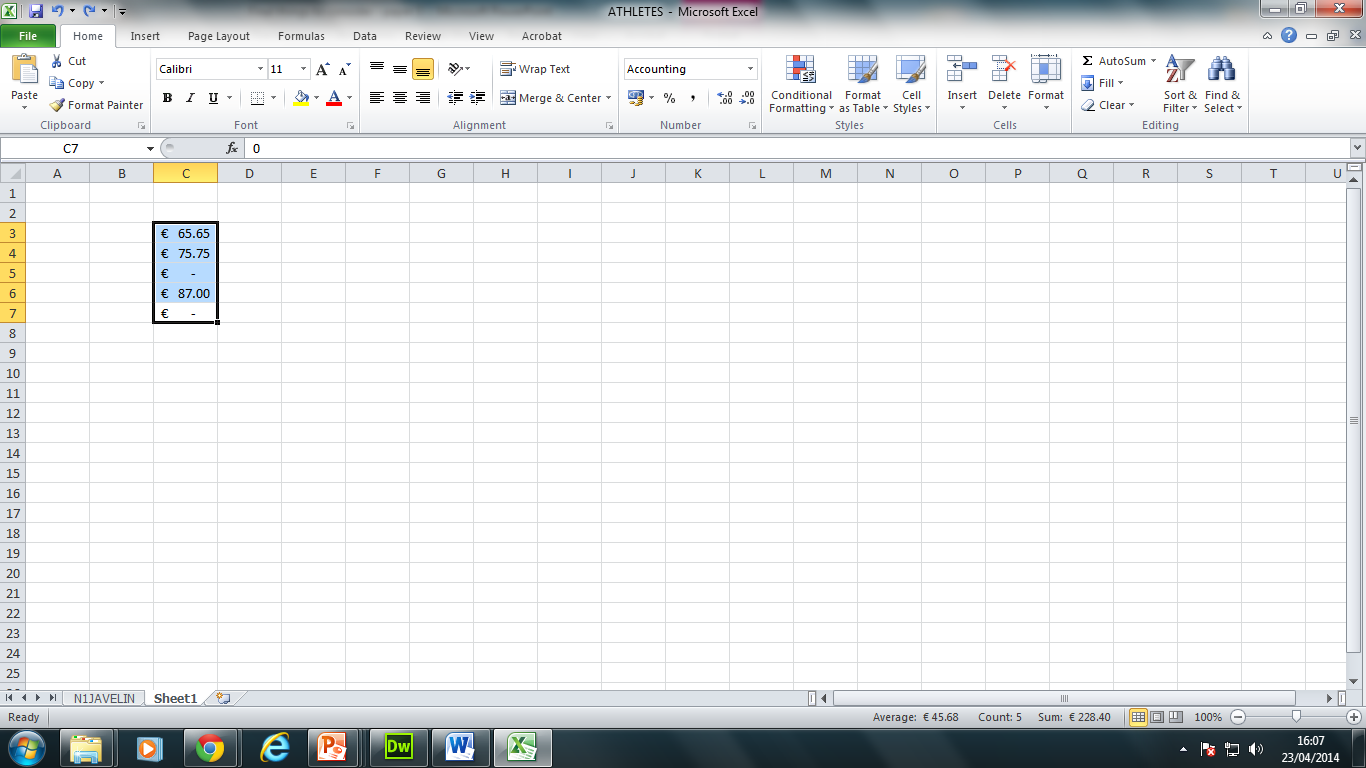 ATHLETES - Microsoft Excel
File Home Insert Page Layout Formulas Data Review View Acrobat
Paste
Cut
Copy
Format Painter
Clipboard
Calibri 11
B I U A
Font
Wrap Text
Merge & Center
Alignment
Accounting
% ,
Number
Conditional Formatting
Format as Table
Cell Styles
Styles
Insert Delete Format
Cells
Σ AutoSum
Fill
Clear
Sort & Filter
Find & Select
Editing
C7 fx 0
A B C D E F G H I J K L M N O P Q R S T U
1
2
3 € 65.65
4 € 75.75
5 € -
6 € 87.00
7 € -
8
9
10
11
12
13
14
15
16
17
18
19
20
21
22
23
24
25
N1JAVELIN Sheet1
Ready Average: € 45.68 Count: 5 Sum: € 228.40 100%
Dw
16:07
23/04/2014